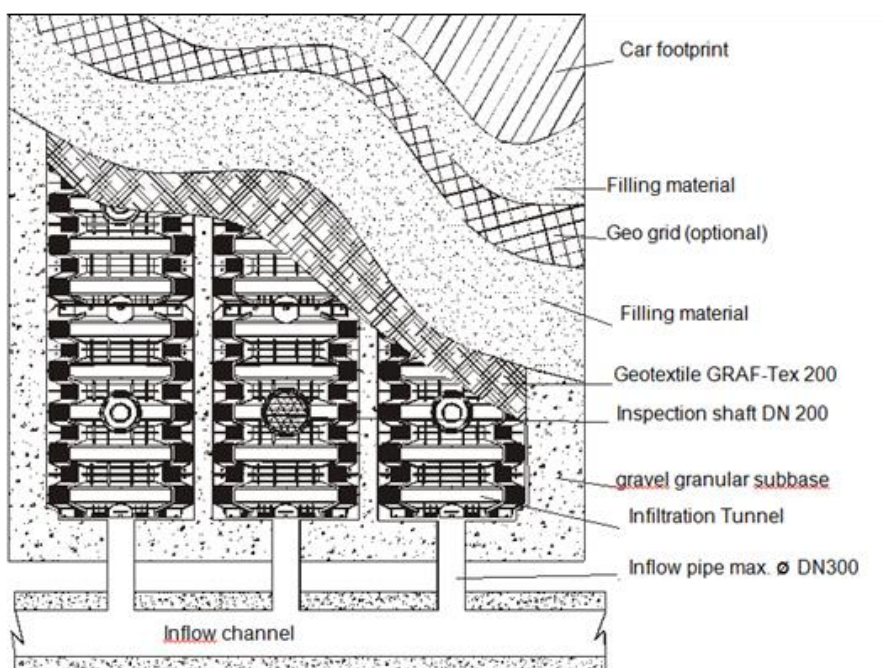 Car footprint
Filling material
Geo grid (optional)
Filling material
Geotextile GRAF-Tex 200
Inspection shaft DN 200
gravel granular subbase
Infiltration Tunnel
Inflow pipe max. ø DN300
Inflow channel